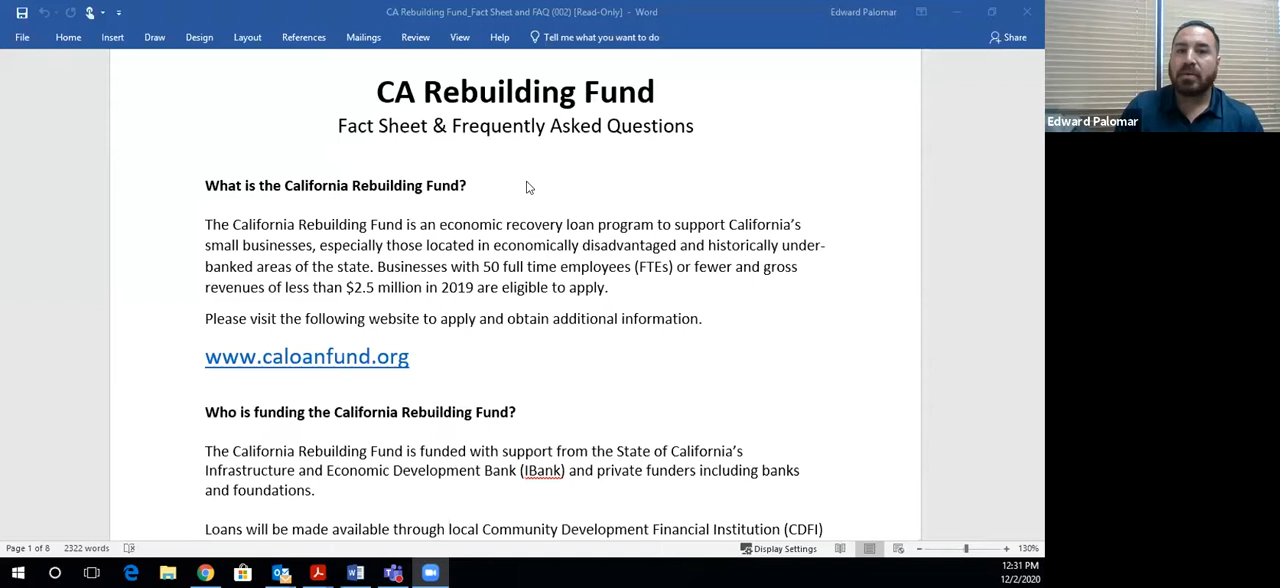 CA Rebuilding Fund_Fact Sheet and FAQ (002) [Read-Only] - Word
Edward Palomar
File Home Insert Draw Design Layout References Mailings Review View Help Tell me what you want to do Share
CA Rebuilding Fund
Fact Sheet & Frequently Asked Questions
What is the California Rebuilding Fund?
The California Rebuilding Fund is an economic recovery loan program to support California's
small businesses, especially those located in economically disadvantaged and historically under-
banked areas of the state. Businesses with 50 full time employees (FTEs) or fewer and gross
revenues of less than $2.5 million in 2019 are eligible to apply.
Please visit the following website to apply and obtain additional information.
www.caloanfund.org
Who is funding the California Rebuilding Fund?
The California Rebuilding Fund is funded with support from the State of California's
Infrastructure and Economic Development Bank (IBank) and private funders including banks
and foundations.
Loans will be made available through local Community Development Financial Institution (CDFI)
Edward Palomar
Page 1 of 8 2322 words Display Settings 130%
12:31 PM
12/2/2020